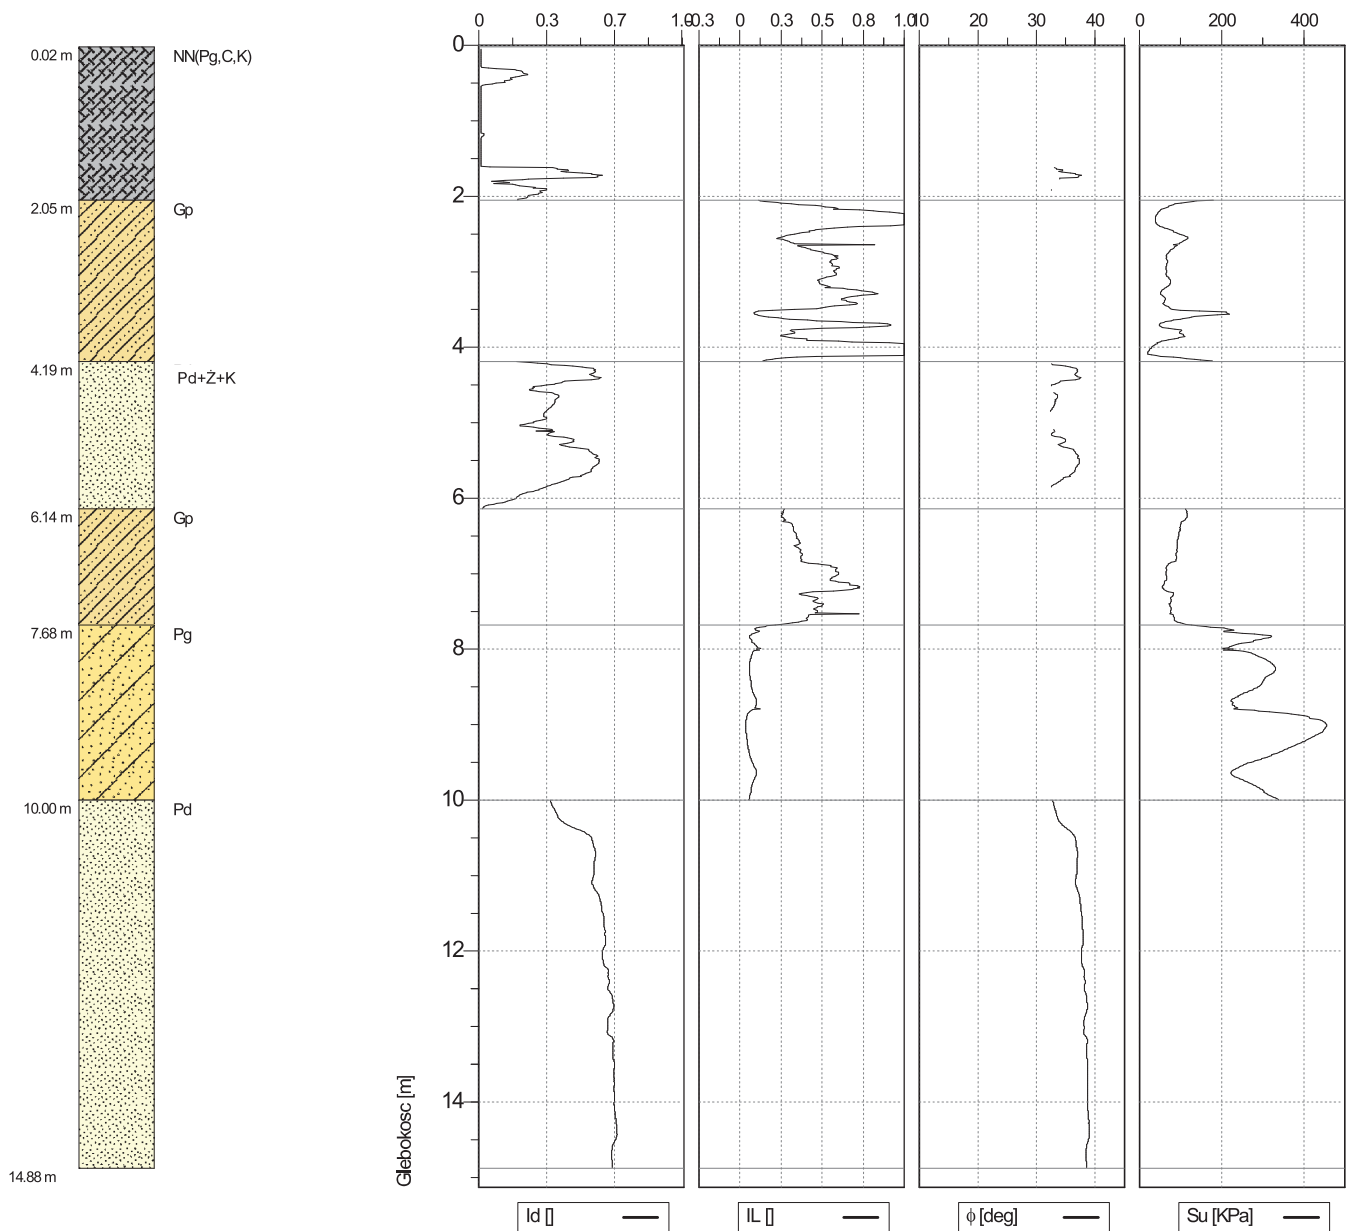 0 0.3 0.7 1.0 -0.3 0 0.3 0.5 0.8 1.0 10 20 30 40 0 200 400
0
0.02 m NN(Pg,C,K)
2
2.05 m Gp
4
4.19 m Pd+Ż+K
6
6.14 m Gp
7.68 m Pg
8
10
10.00 m Pd
12
14
14.88 m
Glebokosc [m]
Id [] IL [] ϕ [deg] Su [KPa]